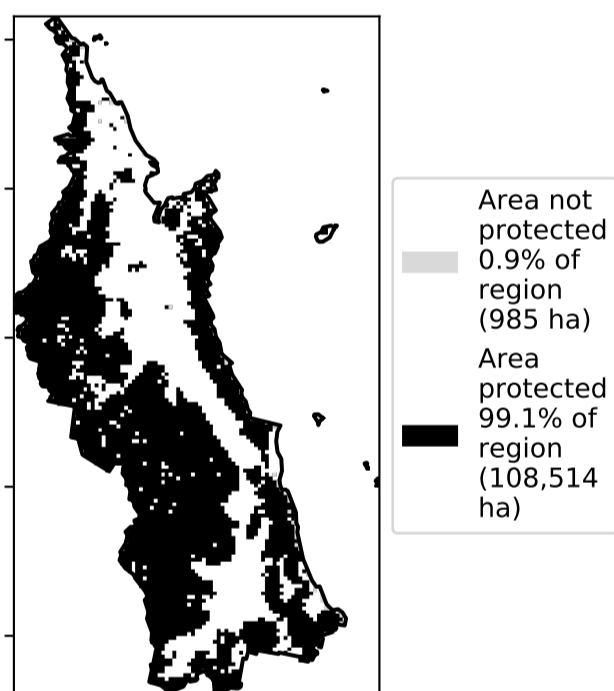 Area not
protected
0.9% of
region
(985 ha)
Area
protected
99.1% of
region
(108,514
ha)